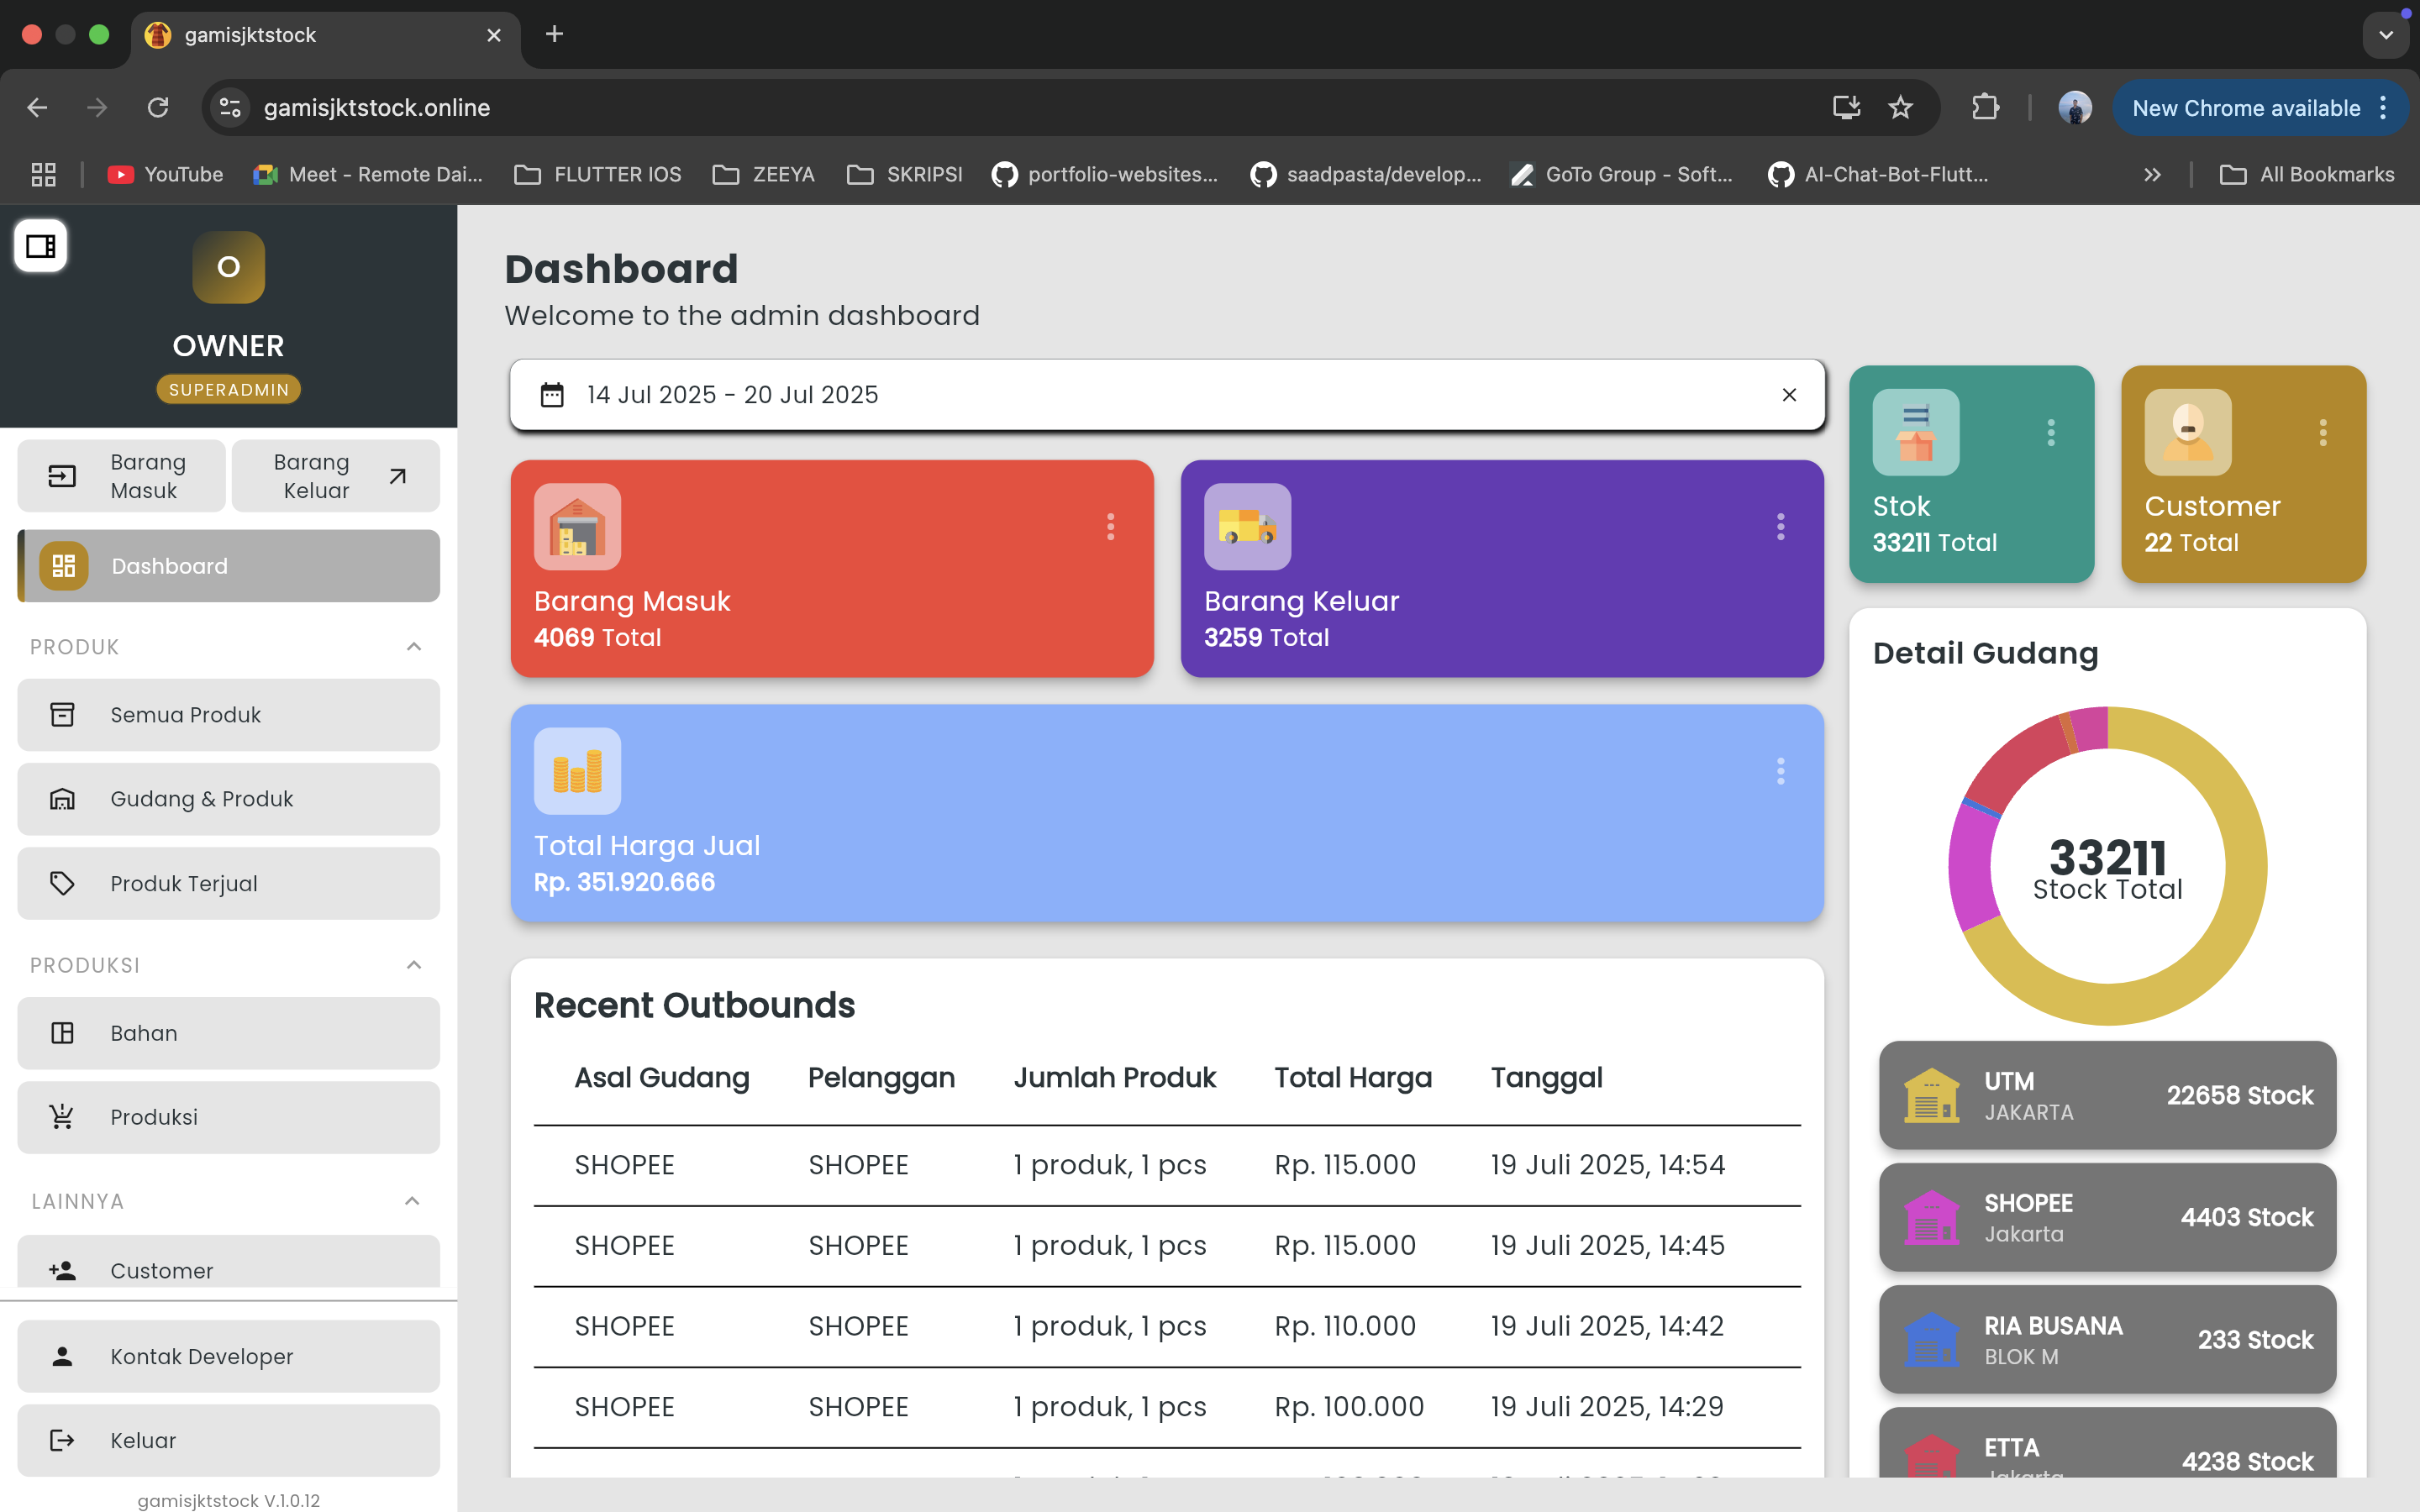 gamisjktstock
gamisjktstock.online
New Chrome available
YouTube
Meet - Remote Dai...
FLUTTER IOS
ZEEYA
SKRIPSI
portfolio-websites...
saadpasta/develop...
GoTo Group - Soft...
AI-Chat-Bot-Flutt...
All Bookmarks
O
OWNER
SUPERADMIN
Barang Masuk
Barang Keluar
Dashboard
PRODUK
Semua Produk
Gudang & Produk
Produk Terjual
PRODUKSI
Bahan
Produksi
LAINNYA
Customer
Kontak Developer
Keluar
gamisjktstock V.1.0.12
Dashboard
Welcome to the admin dashboard
14 Jul 2025 - 20 Jul 2025
Barang Masuk
4069 Total
Barang Keluar
3259 Total
Total Harga Jual
Rp. 351.920.666
Stok
33211 Total
Customer
22 Total
Recent Outbounds
Asal Gudang Pelanggan Jumlah Produk Total Harga Tanggal
SHOPEE SHOPEE 1 produk, 1 pcs Rp. 115.000 19 Juli 2025, 14:54
SHOPEE SHOPEE 1 produk, 1 pcs Rp. 115.000 19 Juli 2025, 14:45
SHOPEE SHOPEE 1 produk, 1 pcs Rp. 110.000 19 Juli 2025, 14:42
SHOPEE SHOPEE 1 produk, 1 pcs Rp. 100.000 19 Juli 2025, 14:29
Detail Gudang
33211
Stock Total
UTM
JAKARTA
22658 Stock
SHOPEE
Jakarta
4403 Stock
RIA BUSANA
BLOK M
233 Stock
ETTA
Jakarta
4238 Stock